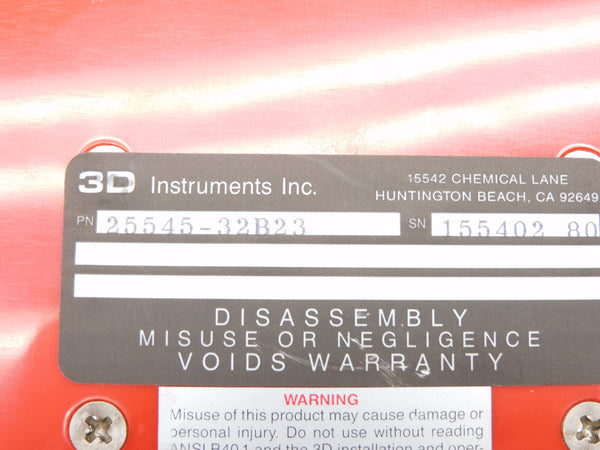 3D Instruments Inc.
15542 CHEMICAL LANE
HUNTINGTON BEACH, CA 92649
PN 25545-32B23
SN 155402 80
DISASSEMBLY
MISUSE OR NEGLIGENCE
VOIDS WARRANTY
WARNING
Misuse of this product may cause damage or
personal injury. Do not use without reading
ANSI B40.1 and the 3D installation and oper-